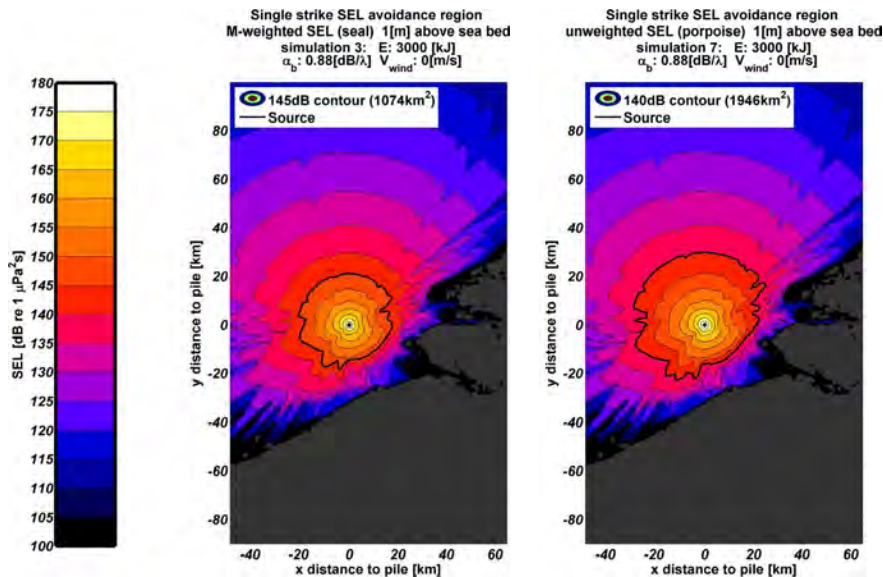 Single strike SEL avoidance region
M-weighted SEL (seal) 1[m] above sea bed
simulation 3: E: 3000 [kJ]
α_b: 0.88[dB/λ] V_wind: 0[m/s]
Single strike SEL avoidance region
unweighted SEL (porpoise) 1[m] above sea bed
simulation 7: E: 3000 [kJ]
α_b: 0.88[dB/λ] V_wind: 0[m/s]
180
175
170
165
160
155
150
145
140
135
130
125
120
115
110
105
100
SEL [dB re 1 μPa²s]
145dB contour (1074km²)
Source
80
60
40
20
0
-20
-40
-60
-80
y distance to pile [km]
-40 -20 0 20 40 60
x distance to pile [km]
140dB contour (1946km²)
Source
80
60
40
20
0
-20
-40
-60
-80
y distance to pile [km]
-40 -20 0 20 40 60
x distance to pile [km]